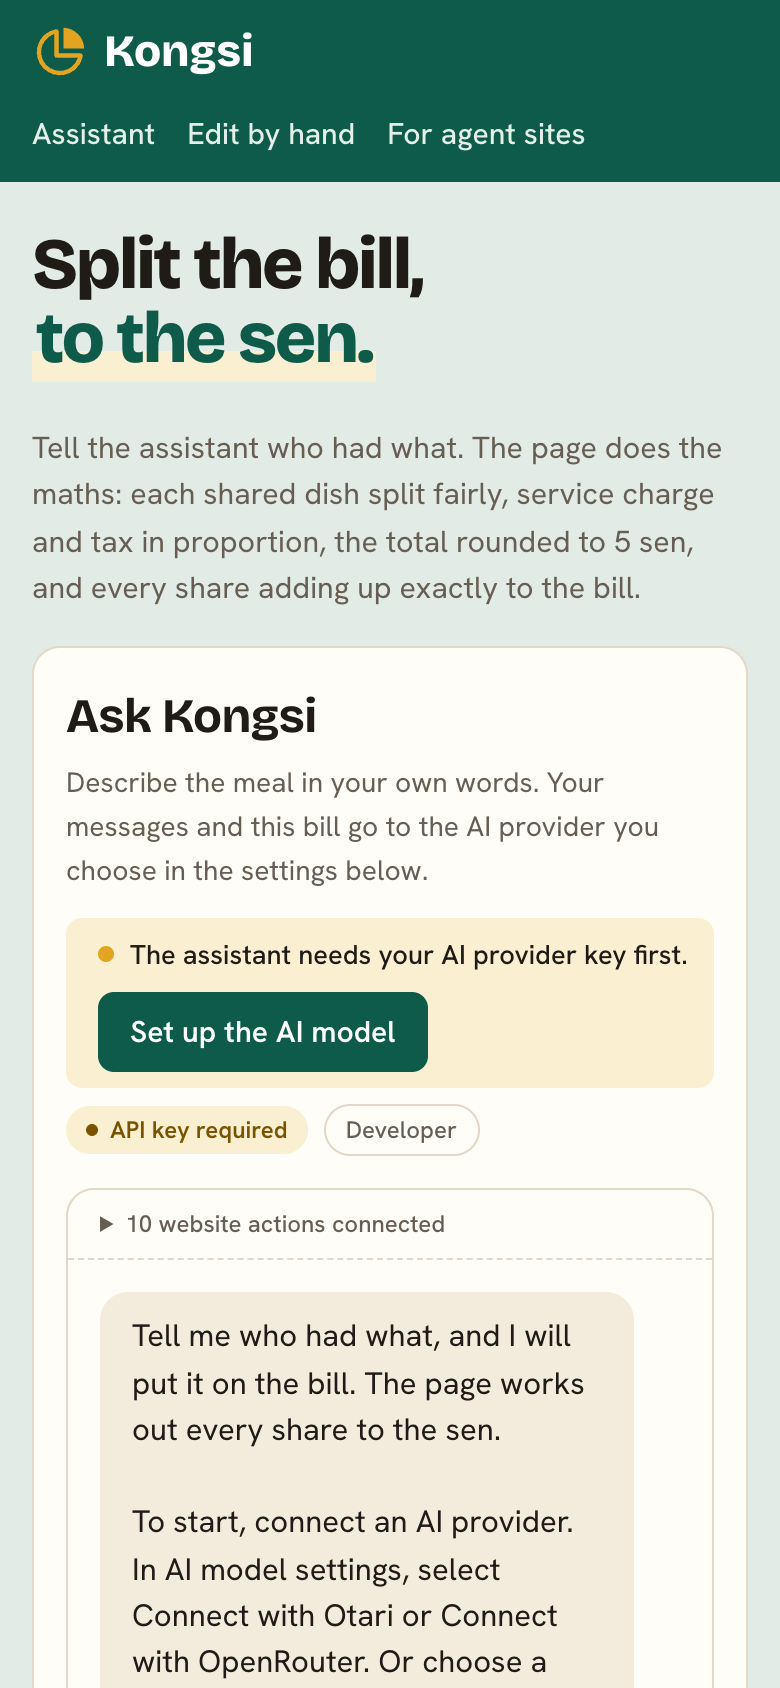 Kongsi
Assistant Edit by hand For agent sites
Split the bill,
to the sen.
Tell the assistant who had what. The page does the
maths: each shared dish split fairly, service charge
and tax in proportion, the total rounded to 5 sen,
and every share adding up exactly to the bill.
Ask Kongsi
Describe the meal in your own words. Your
messages and this bill go to the AI provider you
choose in the settings below.
The assistant needs your AI provider key first.
Set up the AI model
API key required Developer
10 website actions connected
Tell me who had what, and I will
put it on the bill. The page works
out every share to the sen.
To start, connect an AI provider.
In AI model settings, select
Connect with Otari or Connect
with OpenRouter. Or choose a